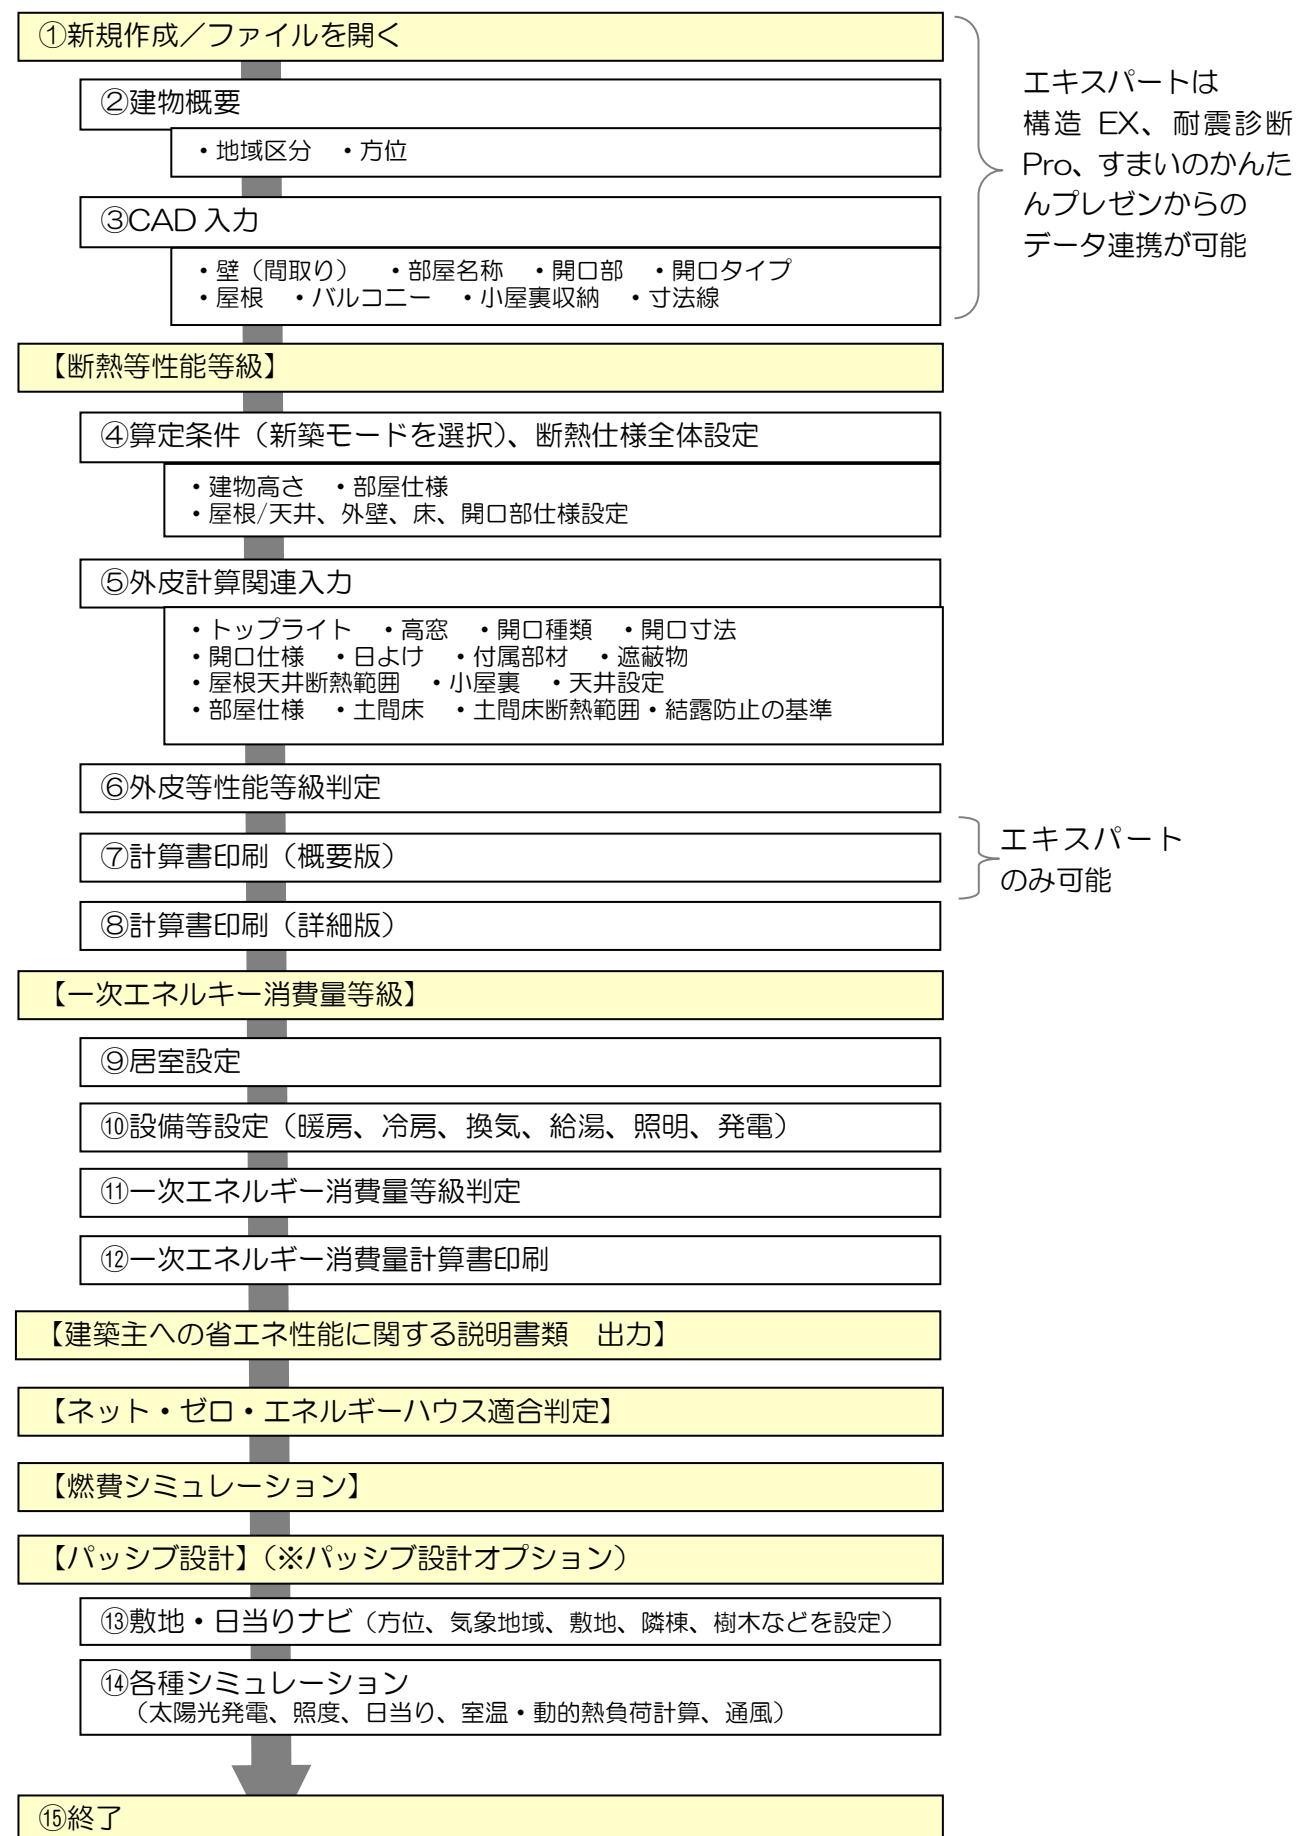 ①新規作成／ファイルを開く
②建物概要
・地域区分　・方位
③CAD 入力
・壁（間取り）　・部屋名称　・開口部　・開口タイプ
・屋根　・バルコニー　・小屋裏収納　・寸法線
エキスパートは
構造 EX、耐震診断
Pro、すまいのかんた
んプレゼンからの
データ連携が可能
【断熱等性能等級】
④算定条件（新築モードを選択）、断熱仕様全体設定
・建物高さ　・部屋仕様
・屋根/天井、外壁、床、開口部仕様設定
⑤外皮計算関連入力
・トップライト　・高窓　・開口種類　・開口寸法
・開口仕様　・日よけ　・付属部材　・遮蔽物
・屋根天井断熱範囲　・小屋裏　・天井設定
・部屋仕様　・土間床　・土間床断熱範囲・結露防止の基準
⑥外皮等性能等級判定
⑦計算書印刷（概要版）
エキスパート
のみ可能
⑧計算書印刷（詳細版）
【一次エネルキー消費量等級】
⑨居室設定
⑩設備等設定（暖房、冷房、換気、給湯、照明、発電）
⑪一次エネルギー消費量等級判定
⑫一次エネルギー消費量計算書印刷
【建築主への省エネ性能に関する説明書類　出力】
【ネット・ゼロ・エネルギーハウス適合判定】
【燃費シミュレーション】
【パッシブ設計】（※パッシブ設計オプション）
⑬敷地・日当りナビ（方位、気象地域、敷地、隣棟、樹木などを設定）
⑭各種シミュレーション
（太陽光発電、照度、日当り、室温・動的熱負荷計算、通風）
⑮終了